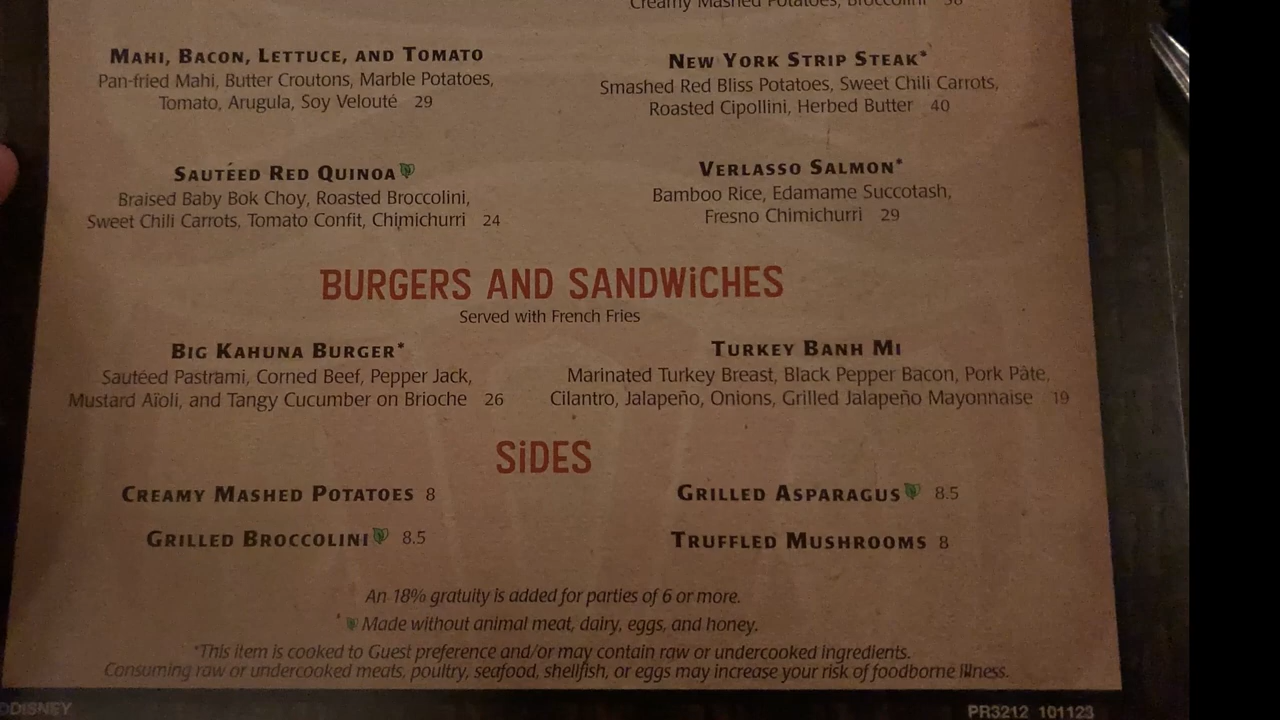 Creamy Mashed Potatoes, Broccolini 38
MAHI, BACON, LETTUCE, AND TOMATO
Pan-fried Mahi, Butter Croutons, Marble Potatoes,
Tomato, Arugula, Soy Velouté 29
NEW YORK STRIP STEAK*
Smashed Red Bliss Potatoes, Sweet Chili Carrots,
Roasted Cipollini, Herbed Butter 40
SAUTÉED RED QUINOA
Braised Baby Bok Choy, Roasted Broccolini,
Sweet Chili Carrots, Tomato Confit, Chimichurri 24
VERLASSO SALMON*
Bamboo Rice, Edamame Succotash,
Fresno Chimichurri 29
BURGERS AND SANDWiCHES
Served with French Fries
BIG KAHUNA BURGER*
Sautéed Pastrami, Corned Beef, Pepper Jack,
Mustard Aïoli, and Tangy Cucumber on Brioche 26
TURKEY BANH MI
Marinated Turkey Breast, Black Pepper Bacon, Pork Pâte,
Cilantro, Jalapeño, Onions, Grilled Jalapeño Mayonnaise 19
SiDES
CREAMY MASHED POTATOES 8
GRILLED ASPARAGUS 8.5
GRILLED BROCCOLINI 8.5
TRUFFLED MUSHROOMS 8
An 18% gratuity is added for parties of 6 or more.
Made without animal meat, dairy, eggs, and honey.
*This item is cooked to Guest preference and/or may contain raw or undercooked ingredients.
Consuming raw or undercooked meats, poultry, seafood, shellfish, or eggs may increase your risk of foodborne illness.
DISNEY
PR3212 101123